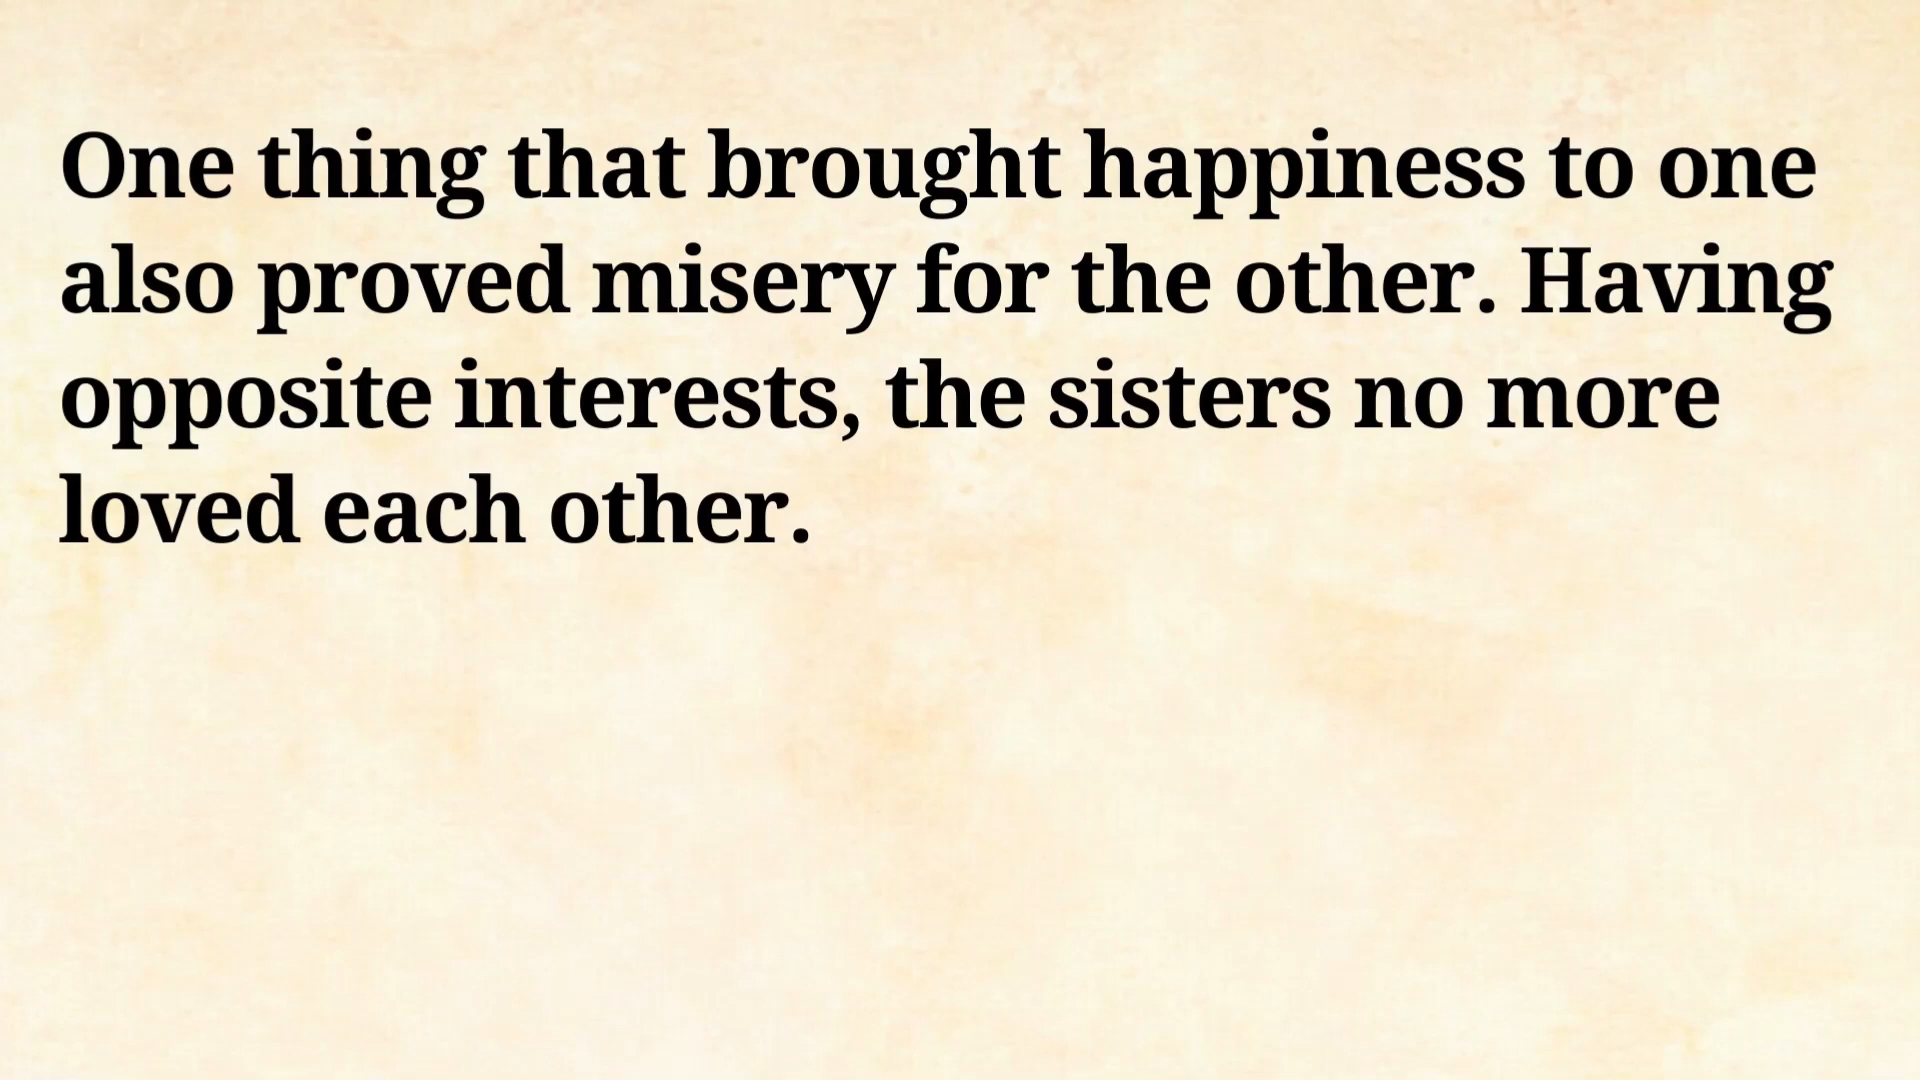 One thing that brought happiness to one
also proved misery for the other. Having
opposite interests, the sisters no more
loved each other.